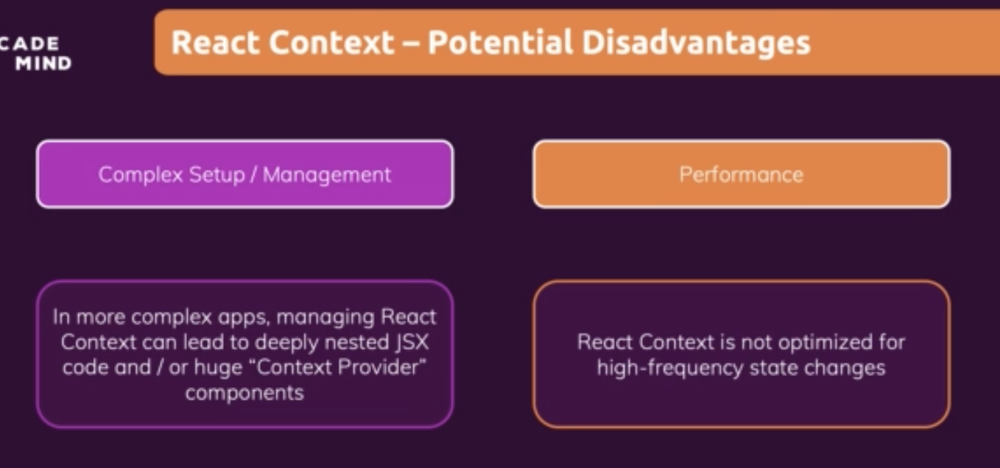 CADE
MIND
React Context – Potential Disadvantages
Complex Setup / Management
Performance
In more complex apps, managing React
Context can lead to deeply nested JSX
code and / or huge “Context Provider”
components
React Context is not optimized for
high-frequency state changes